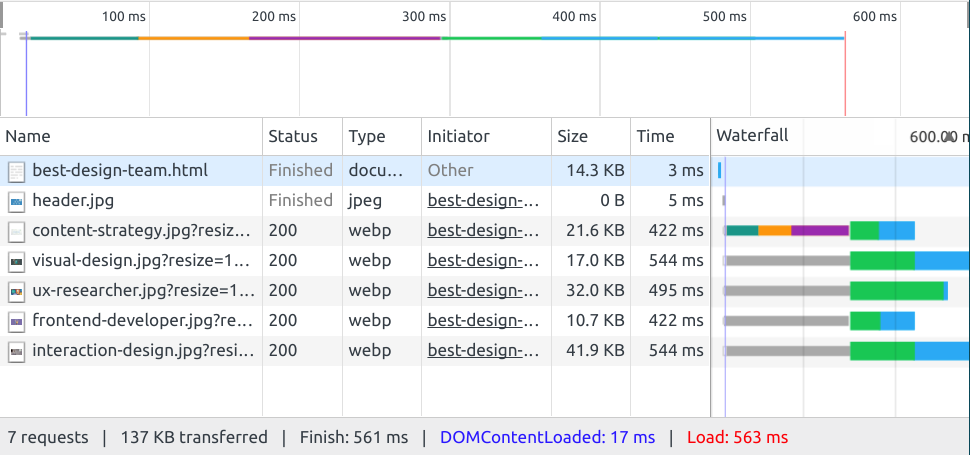 100 ms 200 ms 300 ms 400 ms 500 ms 600 ms
Name Status Type Initiator Size Time Waterfall 600.00 m
best-design-team.html Finished docu... Other 14.3 KB 3 ms
header.jpg Finished jpeg best-design-... 0 B 5 ms
content-strategy.jpg?resiz... 200 webp best-design-... 21.6 KB 422 ms
visual-design.jpg?resize=1... 200 webp best-design-... 17.0 KB 544 ms
ux-researcher.jpg?resize=1... 200 webp best-design-... 32.0 KB 495 ms
frontend-developer.jpg?re... 200 webp best-design-... 10.7 KB 422 ms
interaction-design.jpg?resi... 200 webp best-design-... 41.9 KB 544 ms
7 requests | 137 KB transferred | Finish: 561 ms | DOMContentLoaded: 17 ms | Load: 563 ms